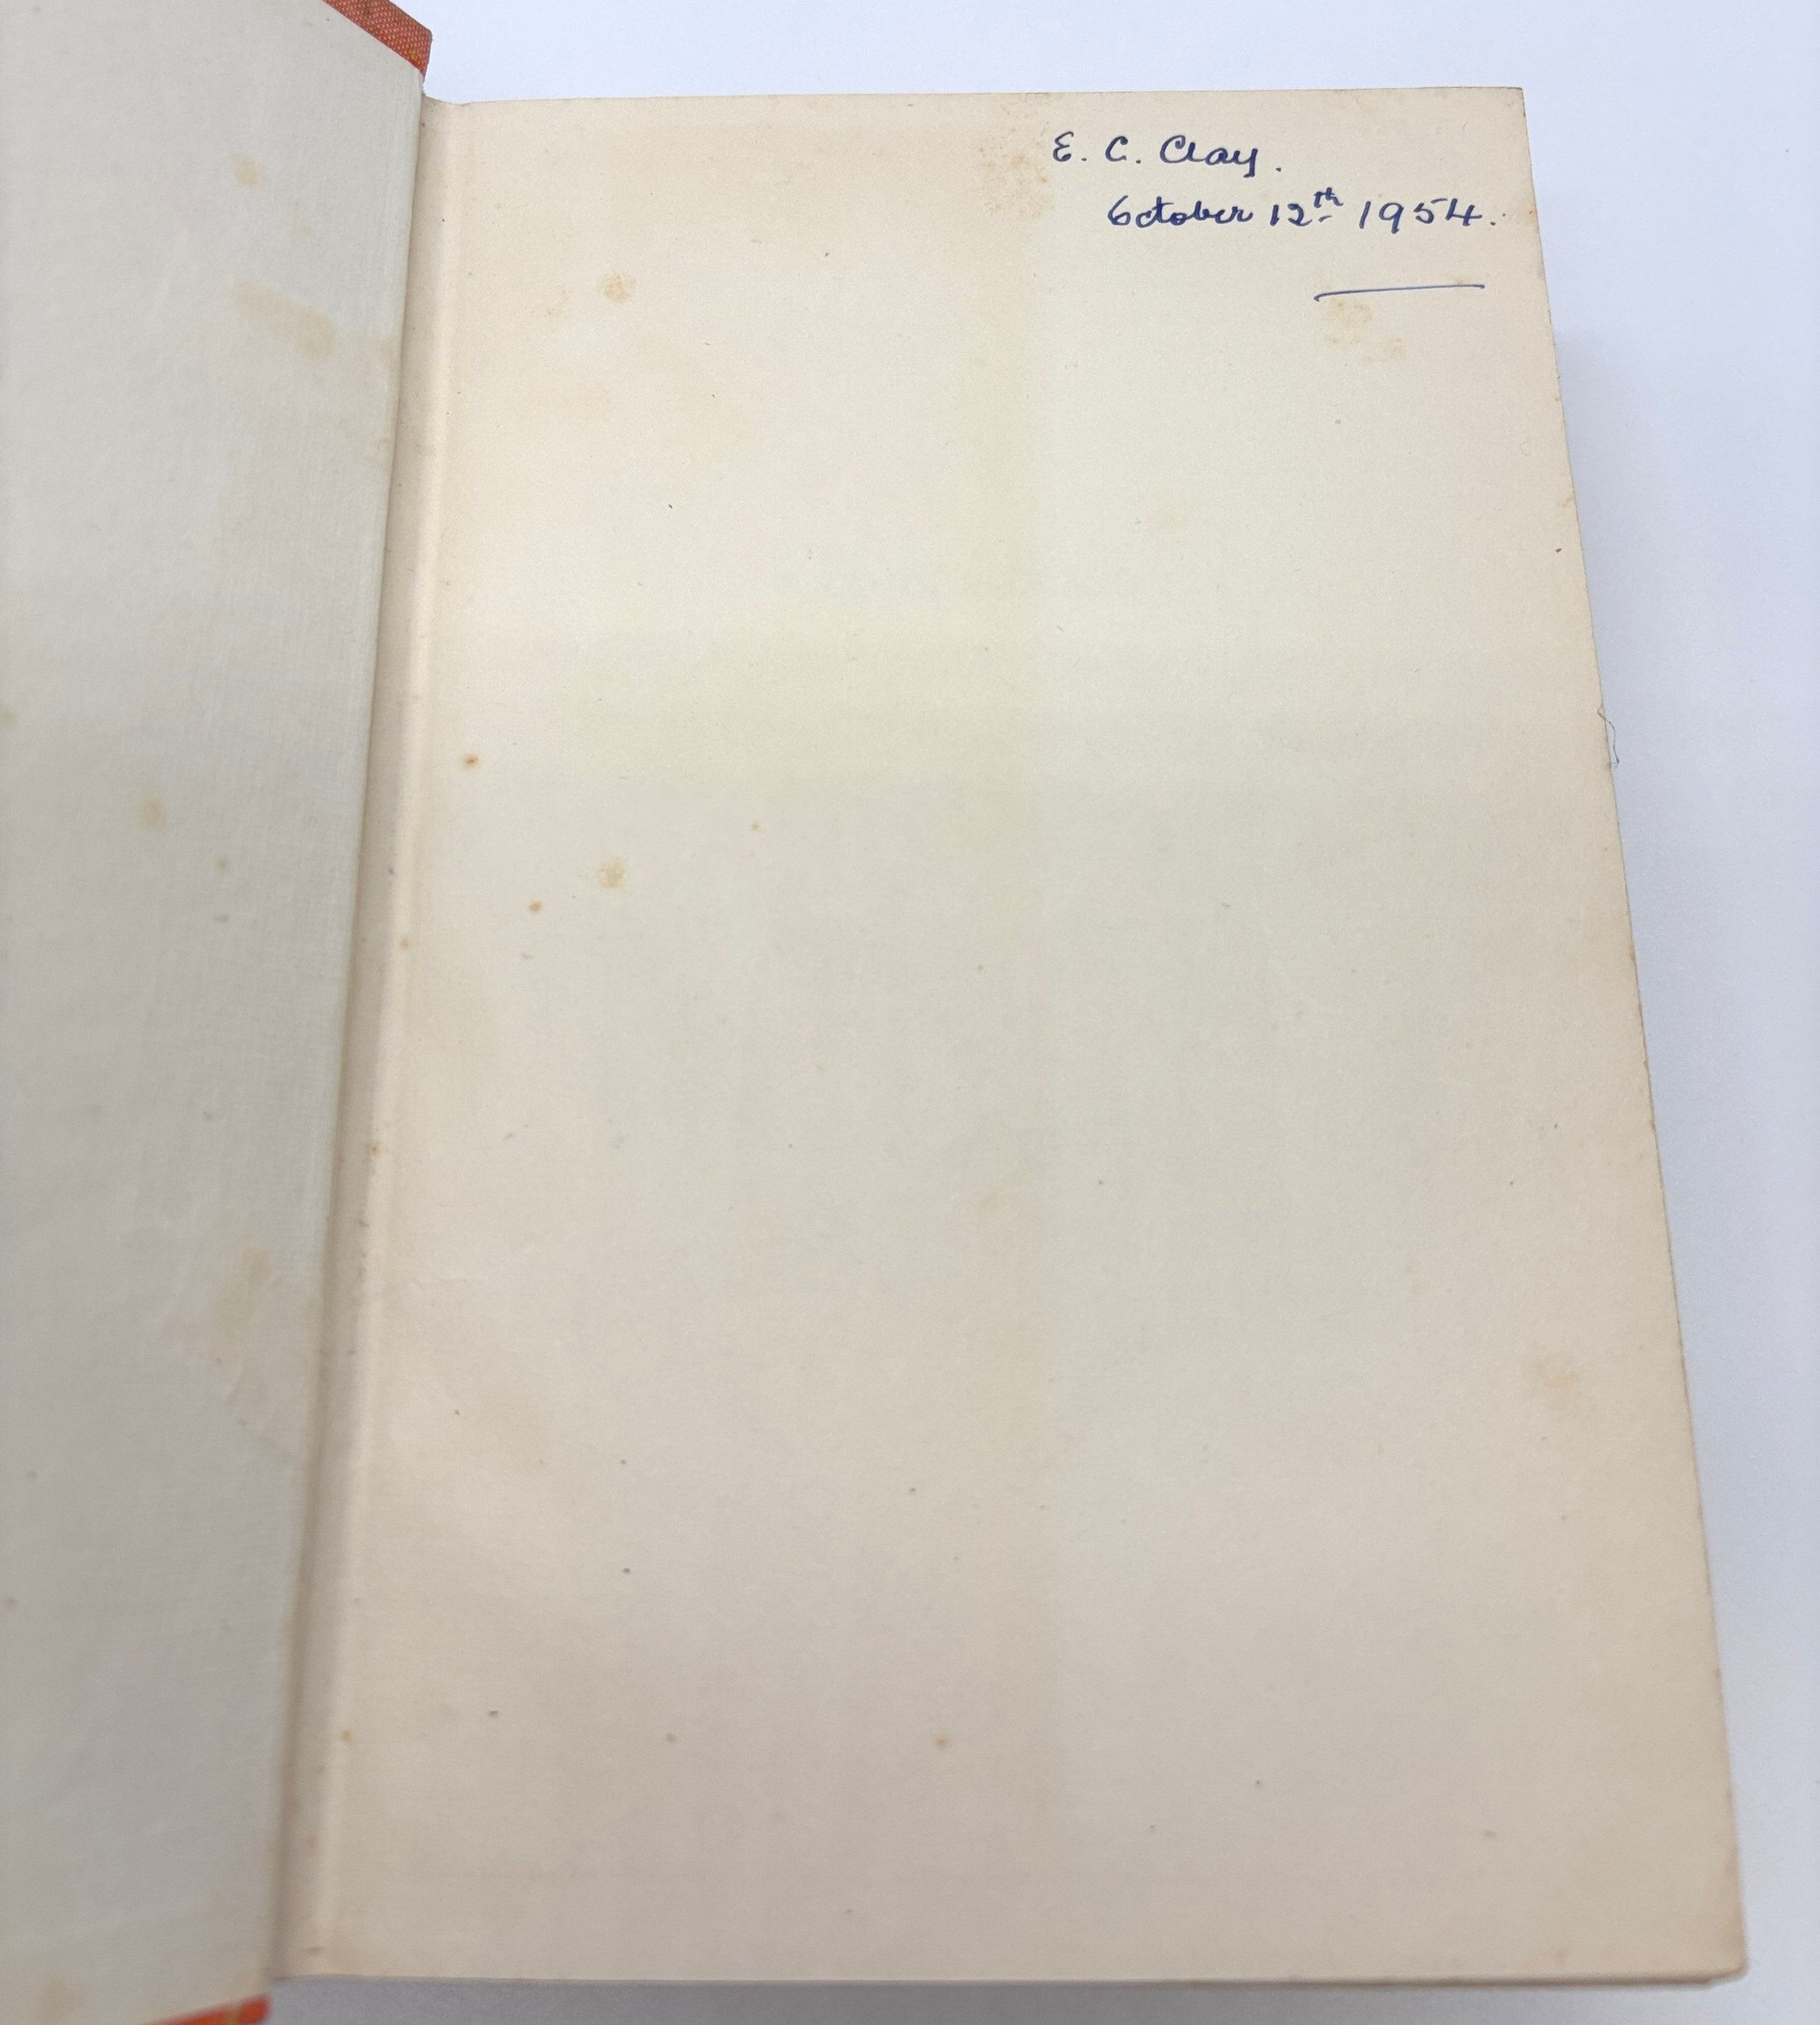 E. C. Clay.
October 12th 1954.